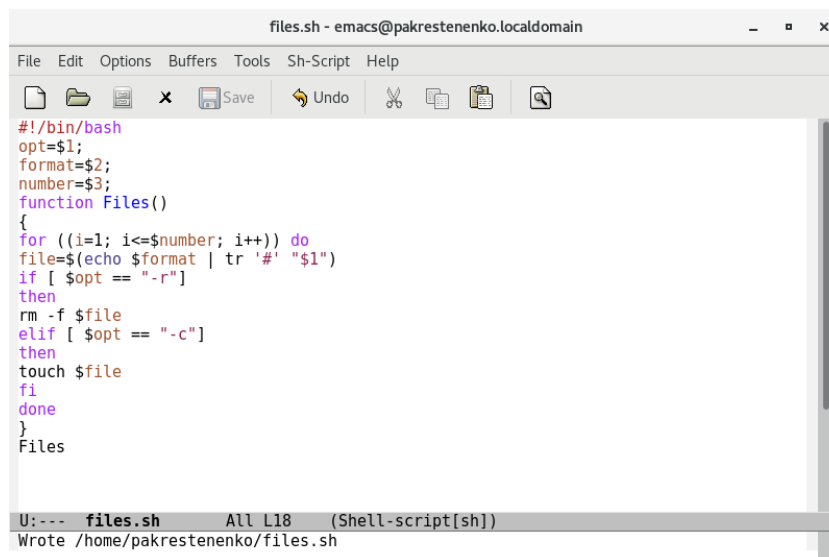 files.sh - emacs@pakrestenenko.localdomain
File Edit Options Buffers Tools Sh-Script Help
Save Undo
#!/bin/bash
opt=$1;
format=$2;
number=$3;
function Files()
{
for ((i=1; i<=$number; i++)) do
file=$(echo $format | tr '#' "$1")
if [ $opt == "-r"]
then
rm -f $file
elif [ $opt == "-c"]
then
touch $file
fi
done
}
Files
U:--- files.sh All L18 (Shell-script[sh])
Wrote /home/pakrestenenko/files.sh